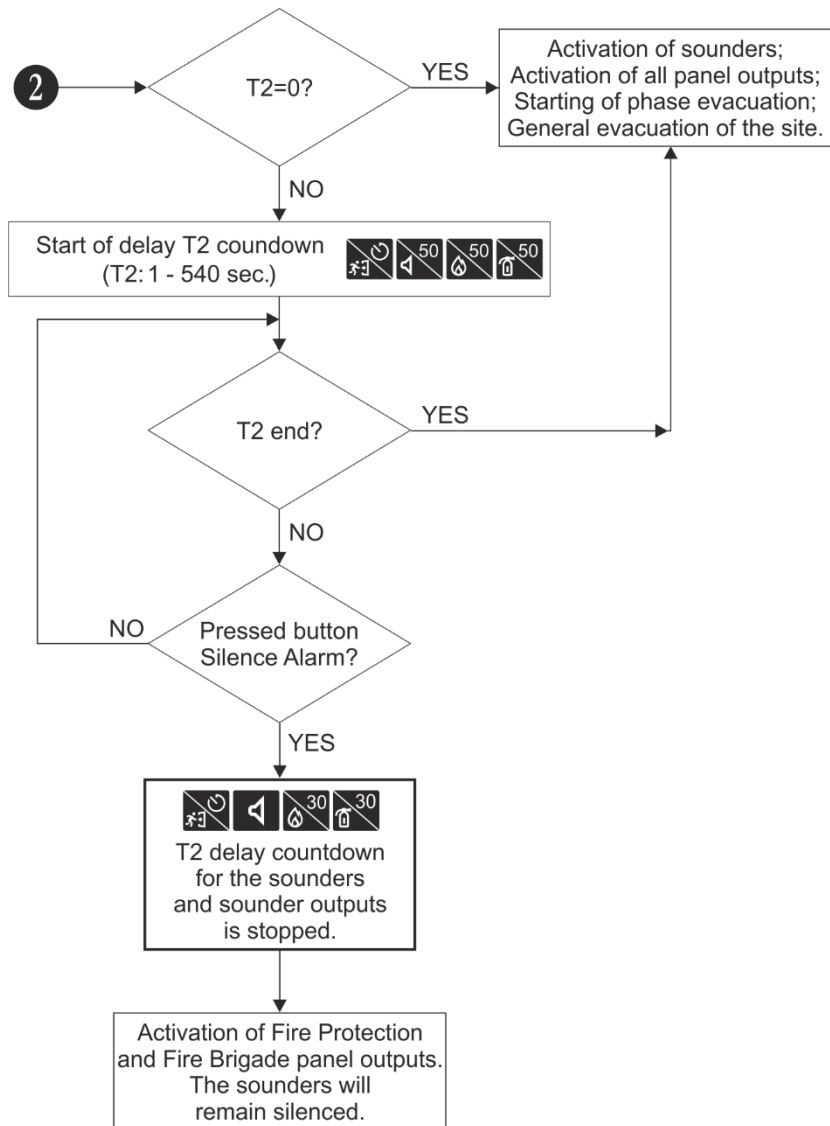 2
T2=0?
YES
Activation of sounders;
Activation of all panel outputs;
Starting of phase evacuation;
General evacuation of the site.
NO
Start of delay T2 coundown
(T2: 1 - 540 sec.)
50
50
50
T2 end?
YES
NO
Pressed button
Silence Alarm?
NO
YES
30
30
T2 delay countdown
for the sounders
and sounder outputs
is stopped.
Activation of Fire Protection
and Fire Brigade panel outputs.
The sounders will
remain silenced.